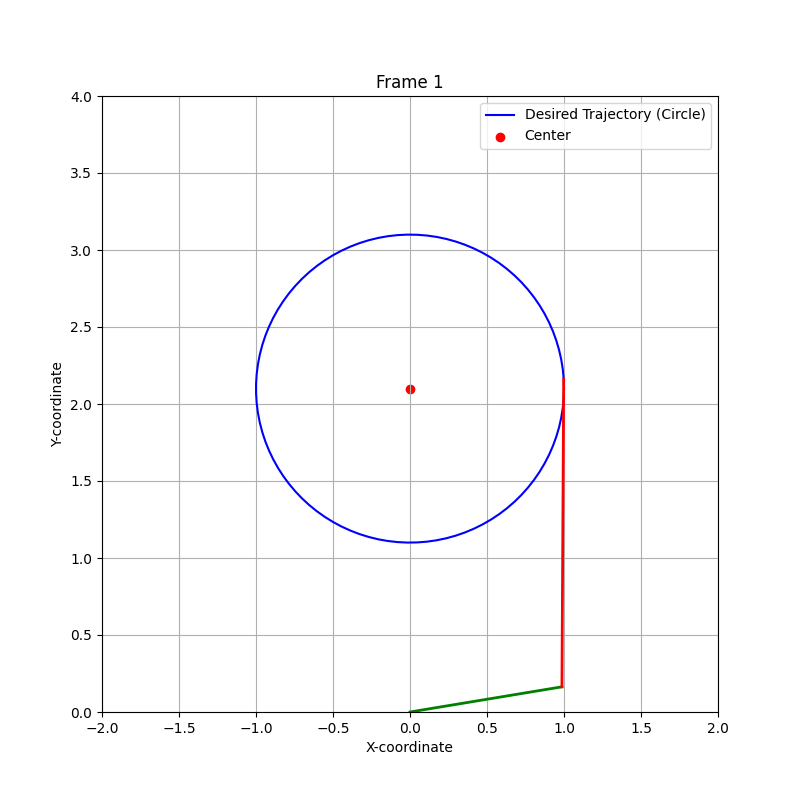 Frame 1
Desired Trajectory (Circle)
Center
4.0
3.5
3.0
2.5
2.0
1.5
1.0
0.5
0.0
Y-coordinate
−2.0 −1.5 −1.0 −0.5 0.0 0.5 1.0 1.5 2.0
X-coordinate